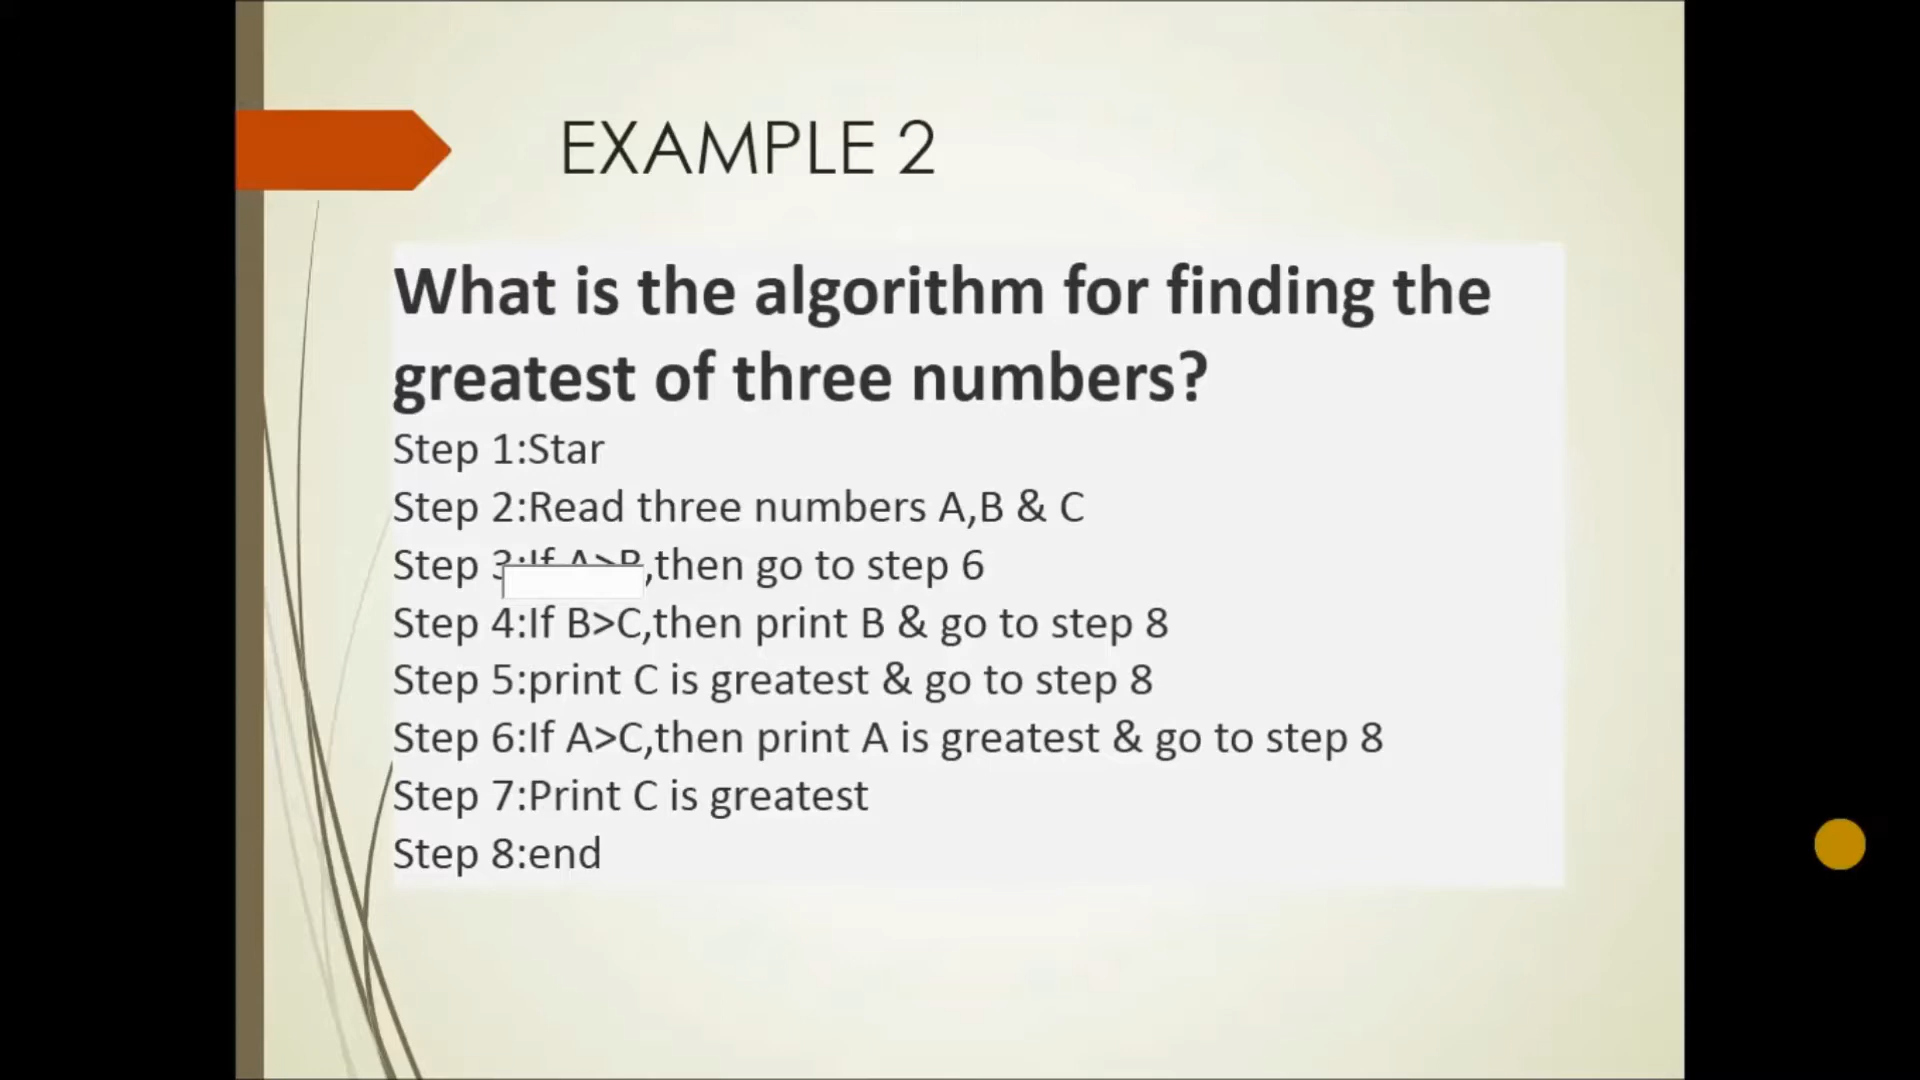 EXAMPLE 2
What is the algorithm for finding the
greatest of three numbers?
Step 1:Star
Step 2:Read three numbers A,B & C
Step 3:If A>B,then go to step 6
Step 4:If B>C,then print B & go to step 8
Step 5:print C is greatest & go to step 8
Step 6:If A>C,then print A is greatest & go to step 8
Step 7:Print C is greatest
Step 8:end